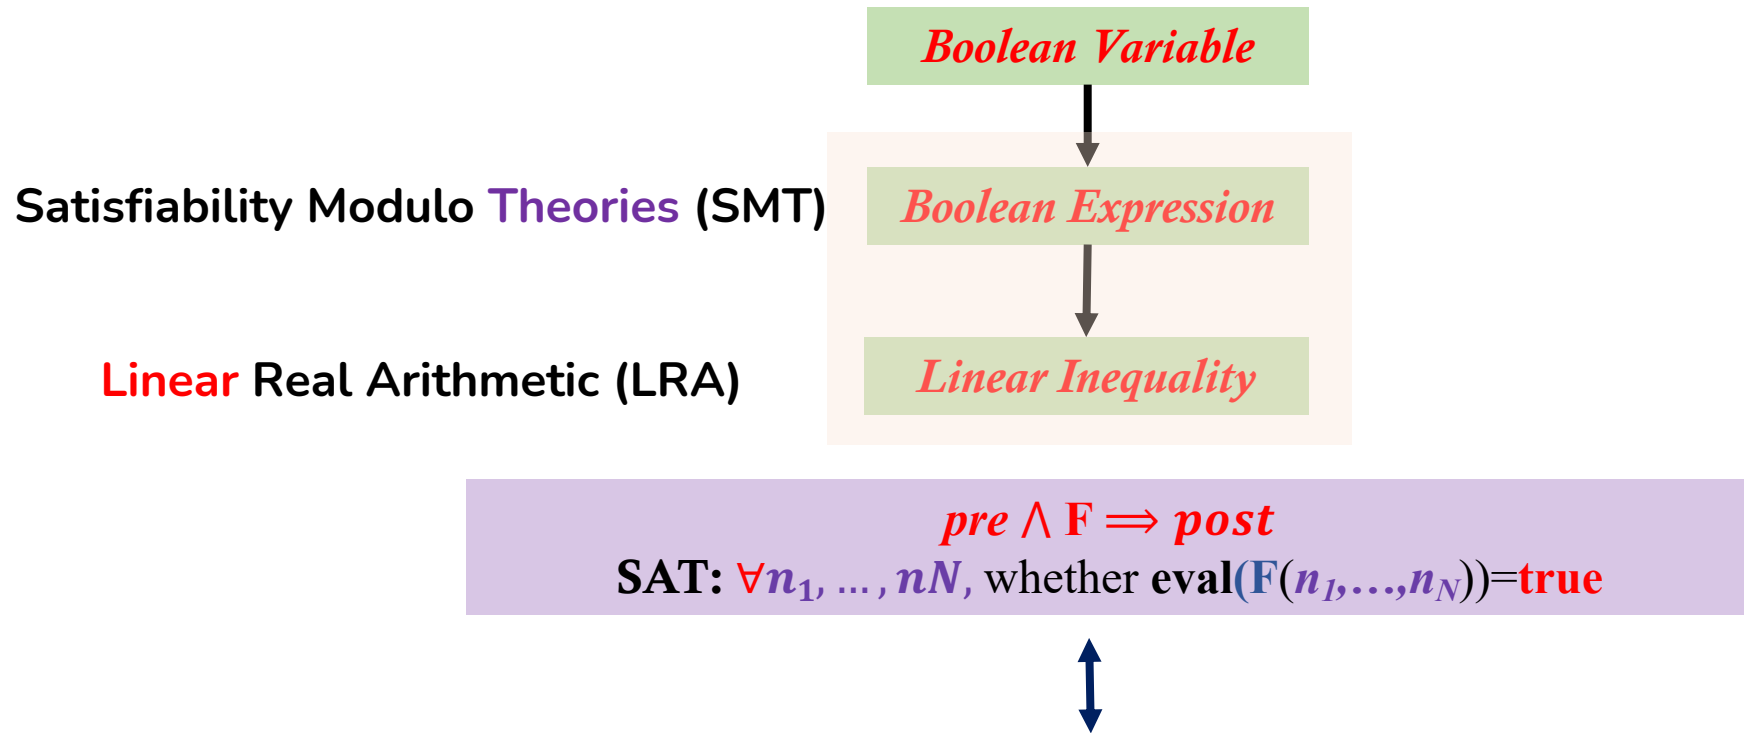 Boolean Variable
Satisfiability Modulo Theories (SMT)
Boolean Expression
Linear Real Arithmetic (LRA)
Linear Inequality
pre ∧ F ⟹ post
SAT: ∀n₁, … , nN, whether eval(F(n₁,…,n_N))=true